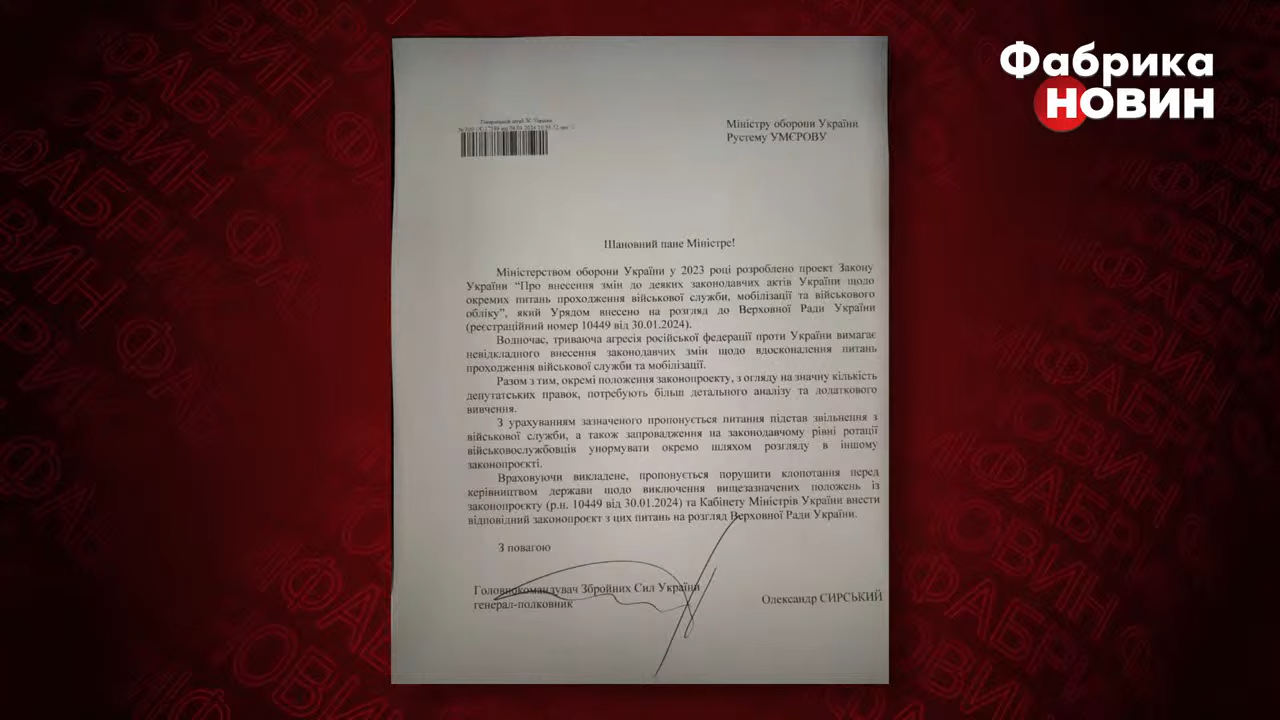 Фабрика
НОВИН
Генеральний штаб ЗС України
Міністру оборони України
Рустему УМЄРОВУ
Шановний пане Міністре!
Міністерством оборони України у 2023 році розроблено проект Закону
України “Про внесення змін до деяких законодавчих актів України щодо
окремих питань проходження військової служби, мобілізації та військового
обліку”, який Урядом внесено на розгляд до Верховної Ради України
(реєстраційний номер 10449 від 30.01.2024).
Водночас, триваюча агресія російської федерації проти України вимагає
невідкладного внесення законодавчих змін щодо вдосконалення питань
проходження військової служби та мобілізації.
Разом з тим, окремі положення законопроекту, з огляду на значну кількість
депутатських правок, потребують більш детального аналізу та додаткового
вивчення.
З урахуванням зазначеного пропонується питання підстав звільнення з
військової служби, а також запровадження на законодавчому рівні ротації
військовослужбовців унормувати окремо шляхом розгляду в іншому
законопроєкті.
Враховуючи викладене, пропонується порушити клопотання перед
керівництвом держави щодо виключення вищезазначених положень із
законопроєкту (р.н. 10449 від 30.01.2024) та Кабінету Міністрів України внести
відповідний законопроєкт з цих питань на розгляд Верховної Ради України.
З повагою
Головнокомандувач Збройних Сил України
генерал-полковник
Олександр СИРСЬКИЙ